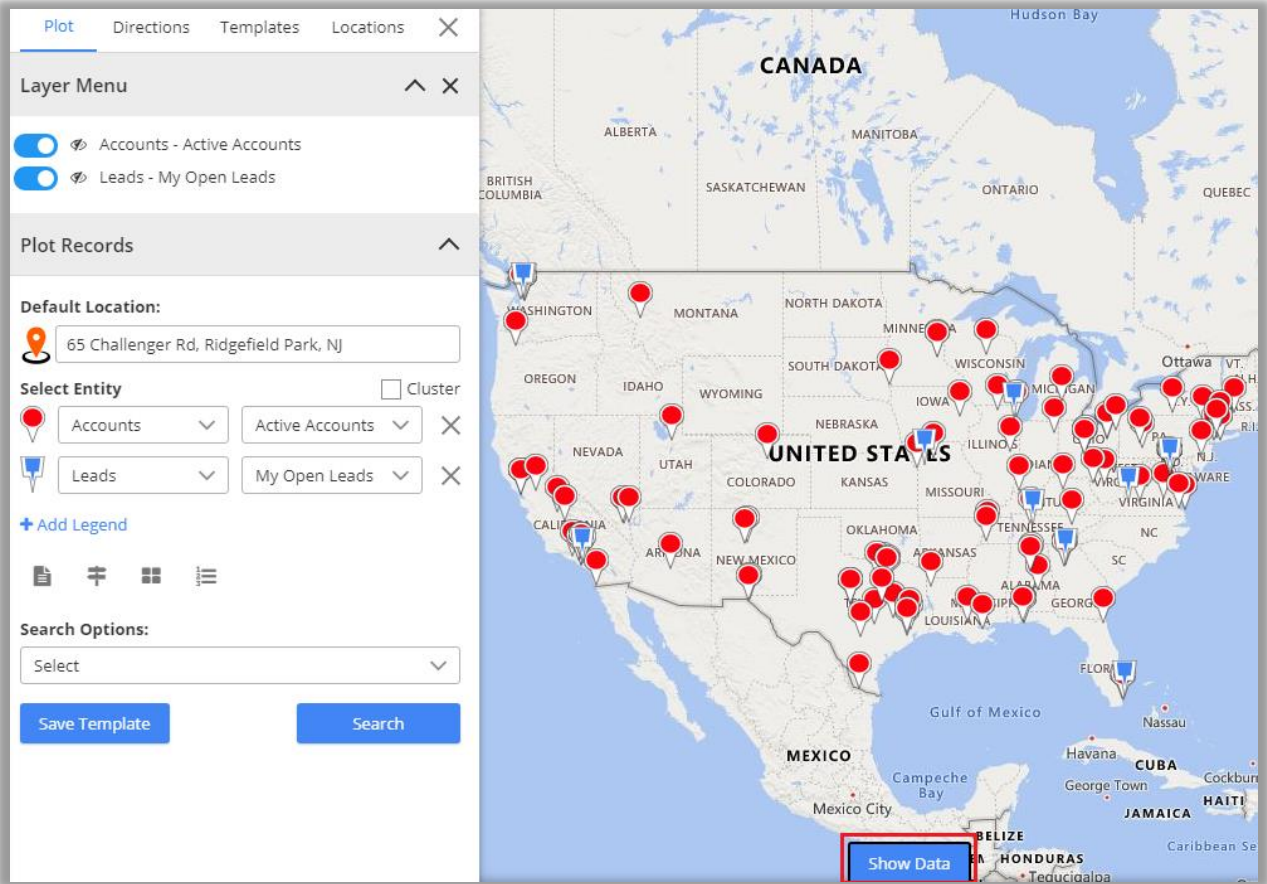 Plot Directions Templates Locations
Layer Menu
Accounts - Active Accounts
Leads - My Open Leads
Plot Records
Default Location:
65 Challenger Rd, Ridgefield Park, NJ
Select Entity Cluster
Accounts Active Accounts
Leads My Open Leads
+ Add Legend
Search Options:
Select
Save Template Search
Hudson Bay
CANADA
ALBERTA
MANITOBA
BRITISH
COLUMBIA
SASKATCHEWAN
ONTARIO
QUEBEC
NORTH DAKOTA
MONTANA
SOUTH DAKOTA
WISCONSIN
Ottawa
VT.
OREGON
IDAHO
WYOMING
IOWA
NEBRASKA
NEVADA
UTAH
UNITED STA ES
COLORADO
KANSAS
MISSOURI
VIRGINIA
OKLAHOMA
TENNESSEE
NC
NEW MEXICO
SC
LOUISIANA
Gulf of Mexico
Nassau
MEXICO
Havana
CUBA
Campeche
Bay
George Town
Cockburn
HAITI
Mexico City
JAMAICA
BELIZE
Caribbean Se
Show Data
HONDURAS
Tegucigalpa